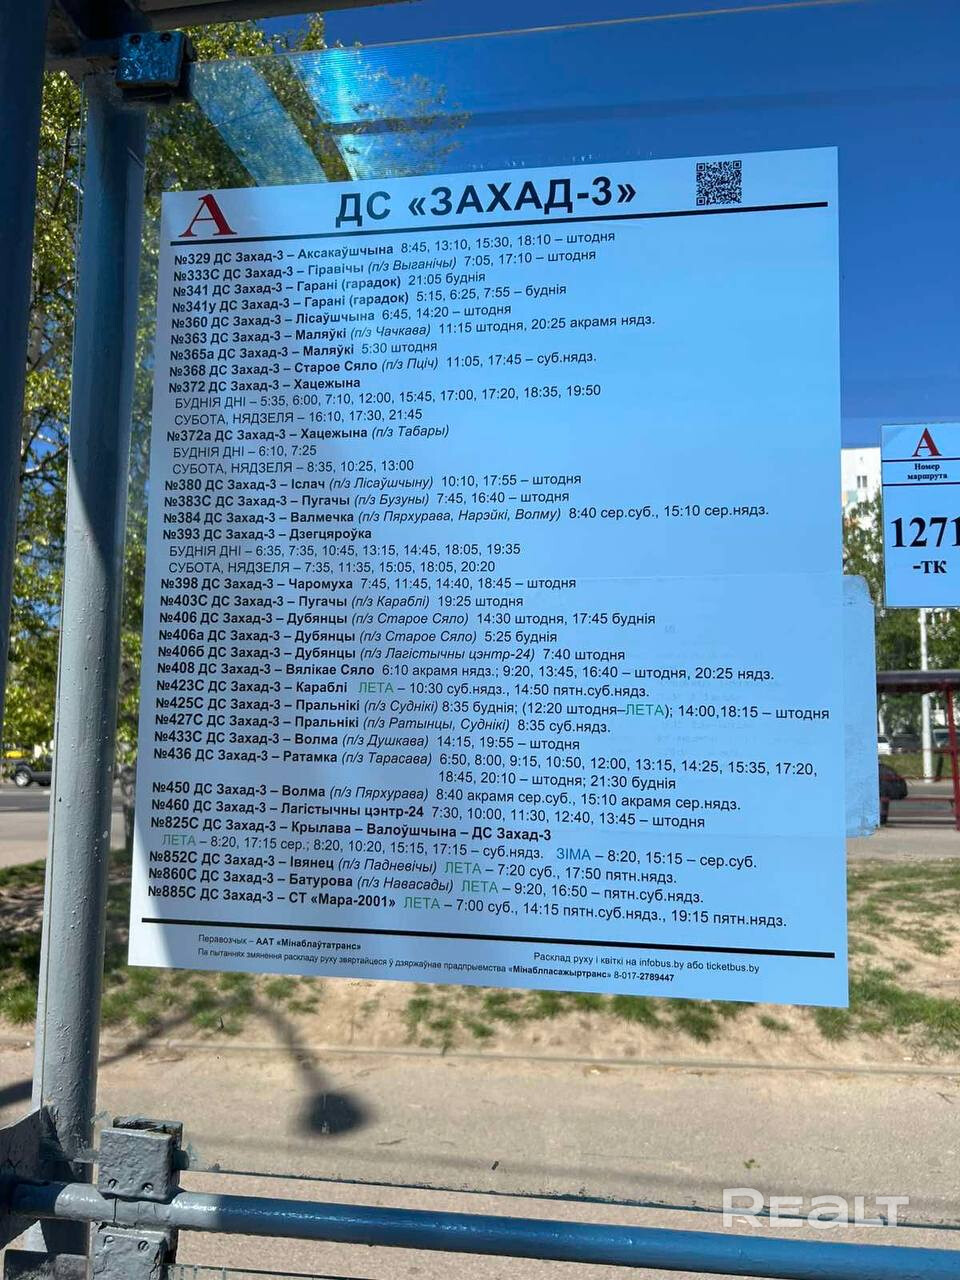 А ДС «ЗАХАД-3»
№329 ДС Захад-3 – Аксакаўшчына 8:45, 13:10, 15:30, 18:10 – штодня
№333С ДС Захад-3 – Гіравічы (п/з Выганічы) 7:05, 17:10 – штодня
№341 ДС Захад-3 – Гарані (гарадок) 21:05 буднія
№341у ДС Захад-3 – Гарані (гарадок) 5:15, 6:25, 7:55 – буднія
№360 ДС Захад-3 – Лісаўшчына 6:45, 14:20 – штодня
№363 ДС Захад-3 – Маляўкі (п/з Чачкава) 11:15 штодня, 20:25 акрамя нядз.
№365а ДС Захад-3 – Маляўкі 5:30 штодня
№368 ДС Захад-3 – Старое Сяло (п/з Пціч) 11:05, 17:45 – суб.нядз.
№372 ДС Захад-3 – Хацежына
БУДНІЯ ДНІ – 5:35, 6:00, 7:10, 12:00, 15:45, 17:00, 17:20, 18:35, 19:50
СУБОТА, НЯДЗЕЛЯ – 16:10, 17:30, 21:45
№372а ДС Захад-3 – Хацежына (п/з Табары)
БУДНІЯ ДНІ – 6:10, 7:25
СУБОТА, НЯДЗЕЛЯ – 8:35, 10:25, 13:00
№380 ДС Захад-3 – Іслач (п/з Лісаўшчыну) 10:10, 17:55 – штодня
№383С ДС Захад-3 – Пугачы (п/з Бузуны) 7:45, 16:40 – штодня
№384 ДС Захад-3 – Валмечка (п/з Пярхурава, Нарэйкі, Волму) 8:40 сер.суб., 15:10 сер.нядз.
№393 ДС Захад-3 – Дзегцяроўка
БУДНІЯ ДНІ – 6:35, 7:35, 10:45, 13:15, 14:45, 18:05, 19:35
СУБОТА, НЯДЗЕЛЯ – 7:35, 11:35, 15:05, 18:05, 20:20
№398 ДС Захад-3 – Чаромуха 7:45, 11:45, 14:40, 18:45 – штодня
№403С ДС Захад-3 – Пугачы (п/з Караблі) 19:25 штодня
№406 ДС Захад-3 – Дубянцы (п/з Старое Сяло) 14:30 штодня, 17:45 буднія
№406а ДС Захад-3 – Дубянцы (п/з Старое Сяло) 5:25 буднія
№406б ДС Захад-3 – Дубянцы (п/з Лагістычны цэнтр-24) 7:40 штодня
№408 ДС Захад-3 – Вялікае Сяло 6:10 акрамя нядз.; 9:20, 13:45, 16:40 – штодня, 20:25 нядз.
№423С ДС Захад-3 – Караблі ЛЕТА – 10:30 суб.нядз., 14:50 пятн.суб.нядз.
№425С ДС Захад-3 – Пральнікі (п/з Суднікі) 8:35 буднія; (12:20 штодня–ЛЕТА); 14:00,18:15 – штодня
№427С ДС Захад-3 – Пральнікі (п/з Ратынцы, Суднікі) 8:35 суб.нядз.
№433С ДС Захад-3 – Волма (п/з Душкава) 14:15, 19:55 – штодня
№436 ДС Захад-3 – Ратамка (п/з Тарасава) 6:50, 8:00, 9:15, 10:50, 12:00, 13:15, 14:25, 15:35, 17:20,
18:45, 20:10 – штодня; 21:30 буднія
№450 ДС Захад-3 – Волма (п/з Пярхурава) 8:40 акрамя сер.суб., 15:10 акрамя сер.нядз.
№460 ДС Захад-3 – Лагістычны цэнтр-24 7:30, 10:00, 11:30, 12:40, 13:45 – штодня
№825С ДС Захад-3 – Крылава – Валоўшчына – ДС Захад-3
ЛЕТА – 8:20, 17:15 сер.; 8:20, 10:20, 15:15, 17:15 – суб.нядз. ЗІМА – 8:20, 15:15 – сер.суб.
№852С ДС Захад-3 – Івянец (п/з Падневічы) ЛЕТА – 7:20 суб., 17:50 пятн.нядз.
№860С ДС Захад-3 – Батурова (п/з Навасады) ЛЕТА – 9:20, 16:50 – пятн.суб.нядз.
№885С ДС Захад-3 – СТ «Мара-2001» ЛЕТА – 7:00 суб., 14:15 пятн.суб.нядз., 19:15 пятн.нядз.
Перавозчык – ААТ «Мінаблаўтатранс» Расклад руху і квіткі на infobus.by або ticketbus.by
Па пытаннях змянення раскладу руху звяртайцеся ў дзяржаўнае прадпрыемства «Мінаблпасажыртранс» 8-017-2789447
А
Номер
маршрута
1271
-тк
REALT